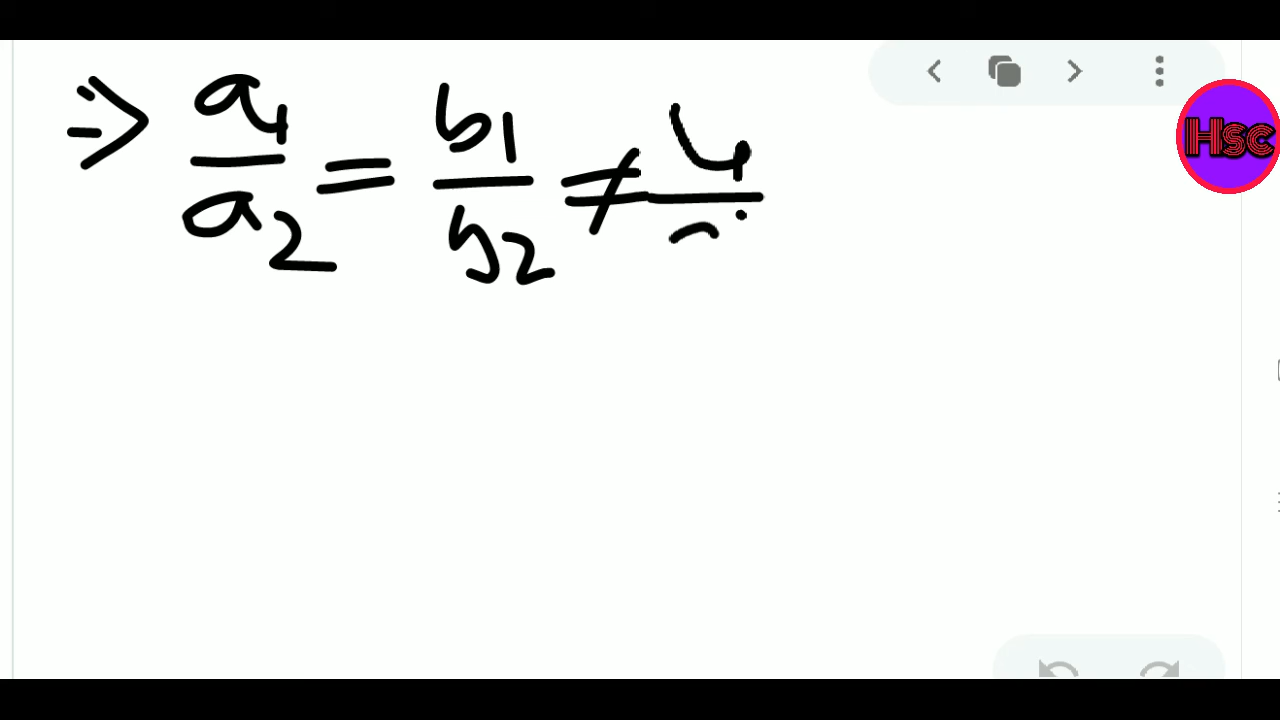 ⇒ a1/a2 = b1/b2 ≠
Hsc